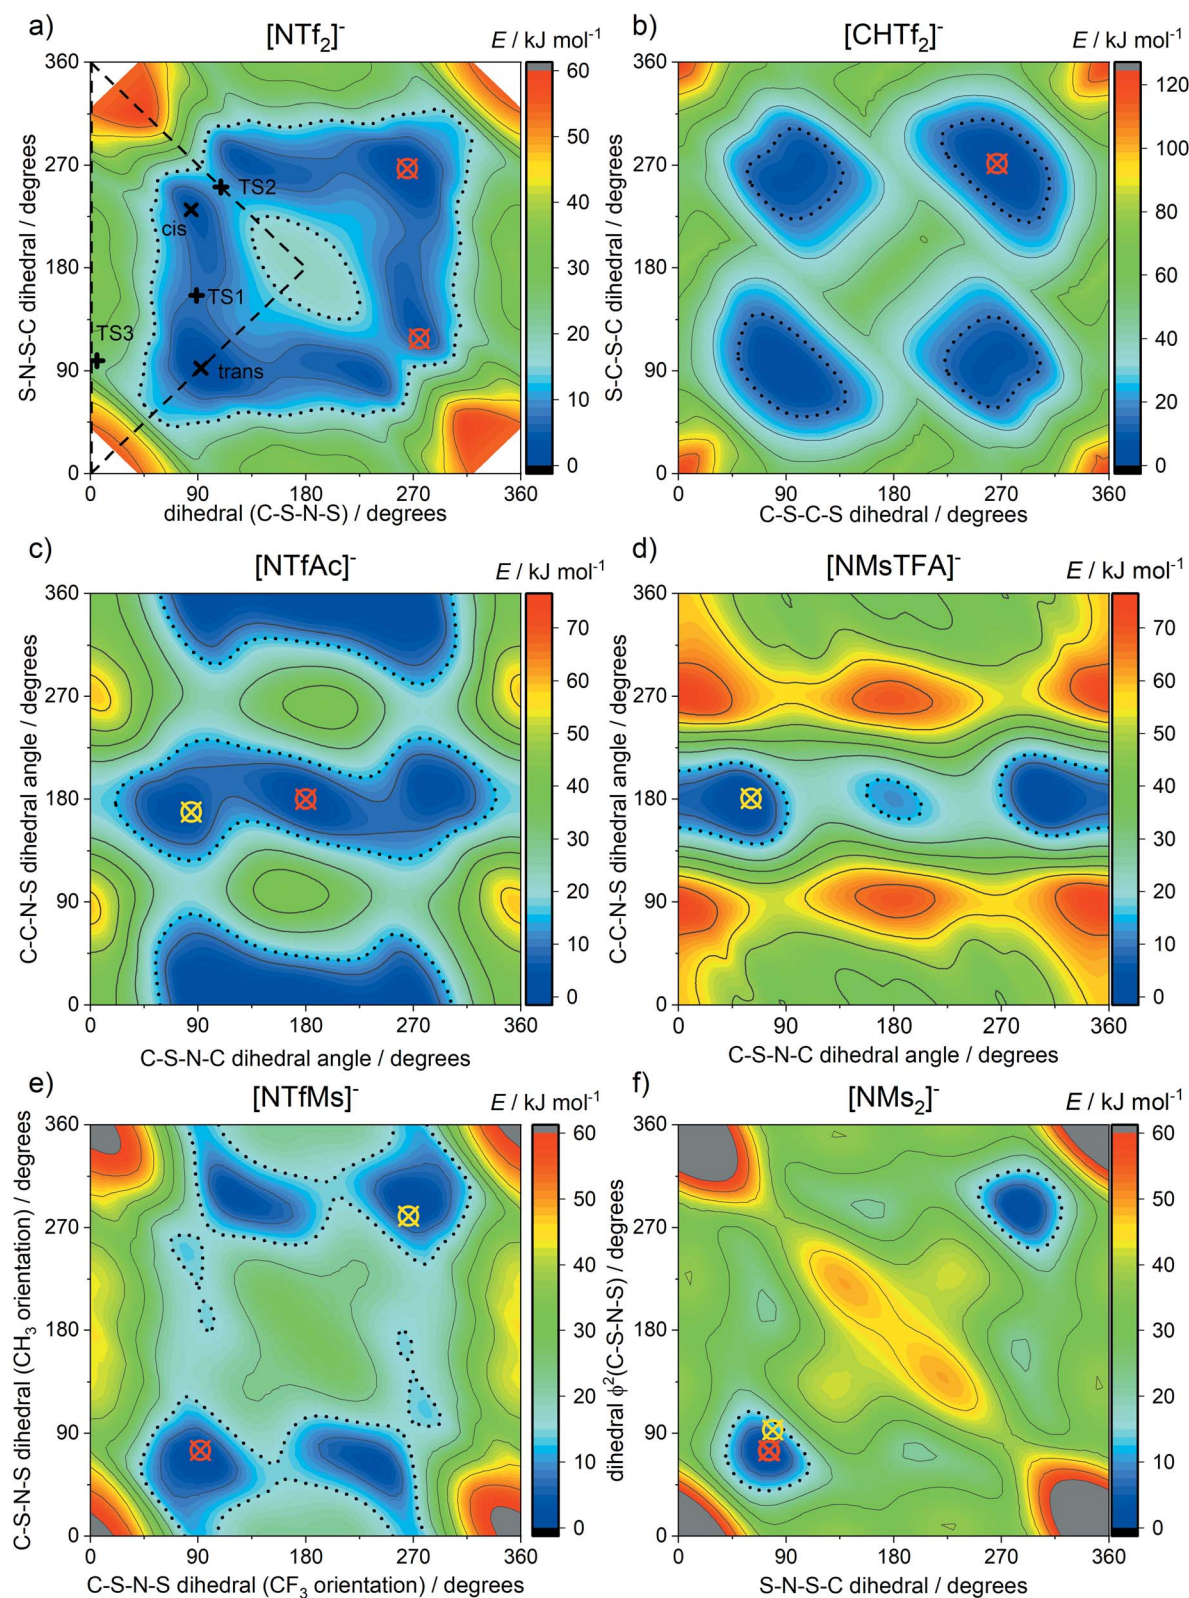 a)
[NTf2]-
E / kJ mol-1
360
270
180
90
0
S-N-S-C dihedral / degrees
TS2
cis
TS1
TS3
trans
0 90 180 270 360
dihedral (C-S-N-S) / degrees
60
50
40
30
20
10
0
b)
[CHTf2]-
E / kJ mol-1
360
270
180
90
0
S-C-S-C dihedral / degrees
0 90 180 270 360
C-S-C-S dihedral / degrees
120
100
80
60
40
20
0
c)
[NTfAc]-
E / kJ mol-1
360
270
180
90
0
C-C-N-S dihedral angle / degrees
0 90 180 270 360
C-S-N-C dihedral angle / degrees
70
60
50
40
30
20
10
0
d)
[NMsTFA]-
E / kJ mol-1
360
270
180
90
0
C-C-N-S dihedral angle / degrees
0 90 180 270 360
C-S-N-C dihedral angle / degrees
70
60
50
40
30
20
10
0
e)
[NTfMs]-
E / kJ mol-1
360
270
180
90
0
C-S-N-S dihedral (CH3 orientation) / degrees
0 90 180 270 360
C-S-N-S dihedral (CF3 orientation) / degrees
60
50
40
30
20
10
0
f)
[NMs2]-
E / kJ mol-1
360
270
180
90
0
dihedral ϕ2(C-S-N-S) / degrees
0 90 180 270 360
S-N-S-C dihedral / degrees
60
50
40
30
20
10
0